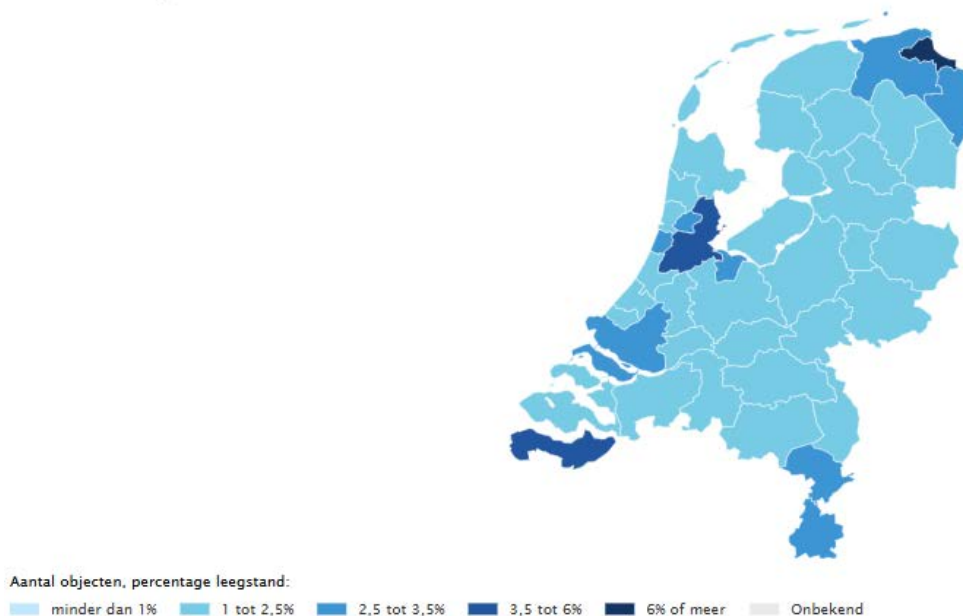 Aantal objecten, percentage leegstand:
minder dan 1% 1 tot 2,5% 2,5 tot 3,5% 3,5 tot 6% 6% of meer Onbekend